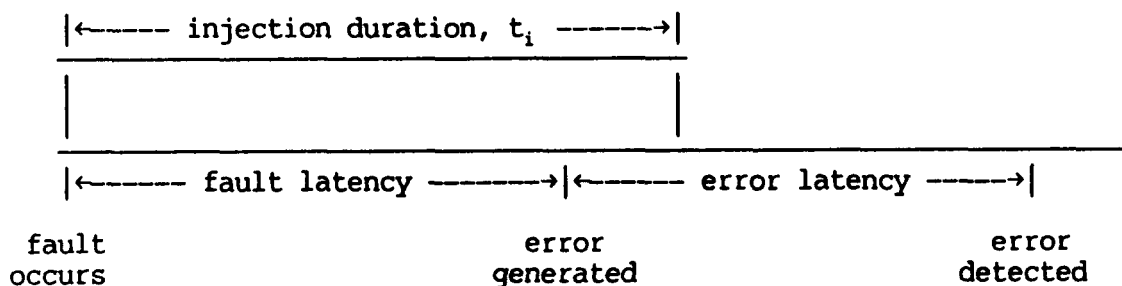 |←----- injection duration, tᵢ ------→|
|←----- fault latency -------→|←----- error latency -----→|
fault error error
occurs generated detected